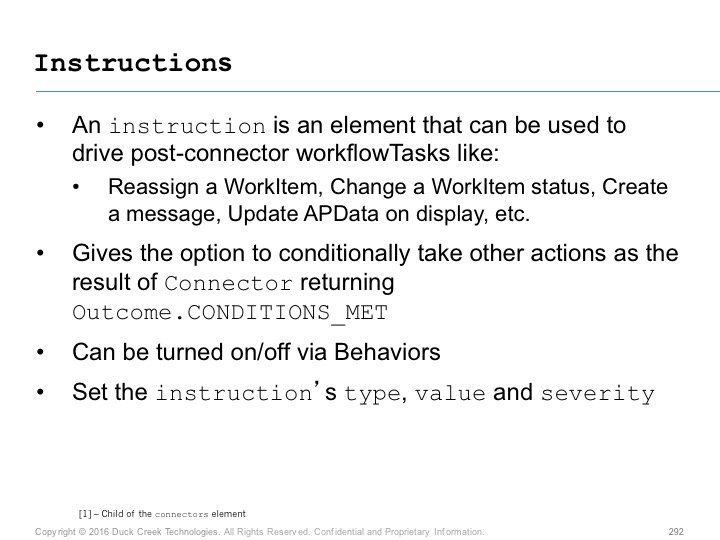 Instructions
• An instruction is an element that can be used to
drive post-connector workflowTasks like:
• Reassign a WorkItem, Change a WorkItem status, Create
a message, Update APData on display, etc.
• Gives the option to conditionally take other actions as the
result of Connector returning
Outcome.CONDITIONS_MET
• Can be turned on/off via Behaviors
• Set the instruction’s type, value and severity
[1] – Child of the connectors element
Copyright © 2016 Duck Creek Technologies. All Rights Reserved. Confidential and Proprietary Information.
292